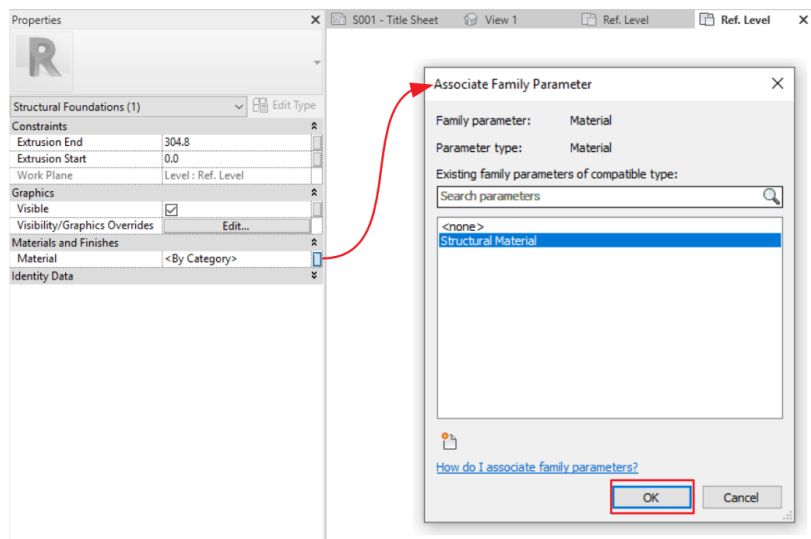 Properties
S001 - Title Sheet
View 1
Ref. Level
Ref. Level
R
Structural Foundations (1)
Edit Type
Constraints
Extrusion End 304.8
Extrusion Start 0.0
Work Plane Level : Ref. Level
Graphics
Visible
Visibility/Graphics Overrides Edit...
Materials and Finishes
Material <By Category>
Identity Data
Associate Family Parameter
Family parameter: Material
Parameter type: Material
Existing family parameters of compatible type:
Search parameters
<none>
Structural Material
How do I associate family parameters?
OK Cancel